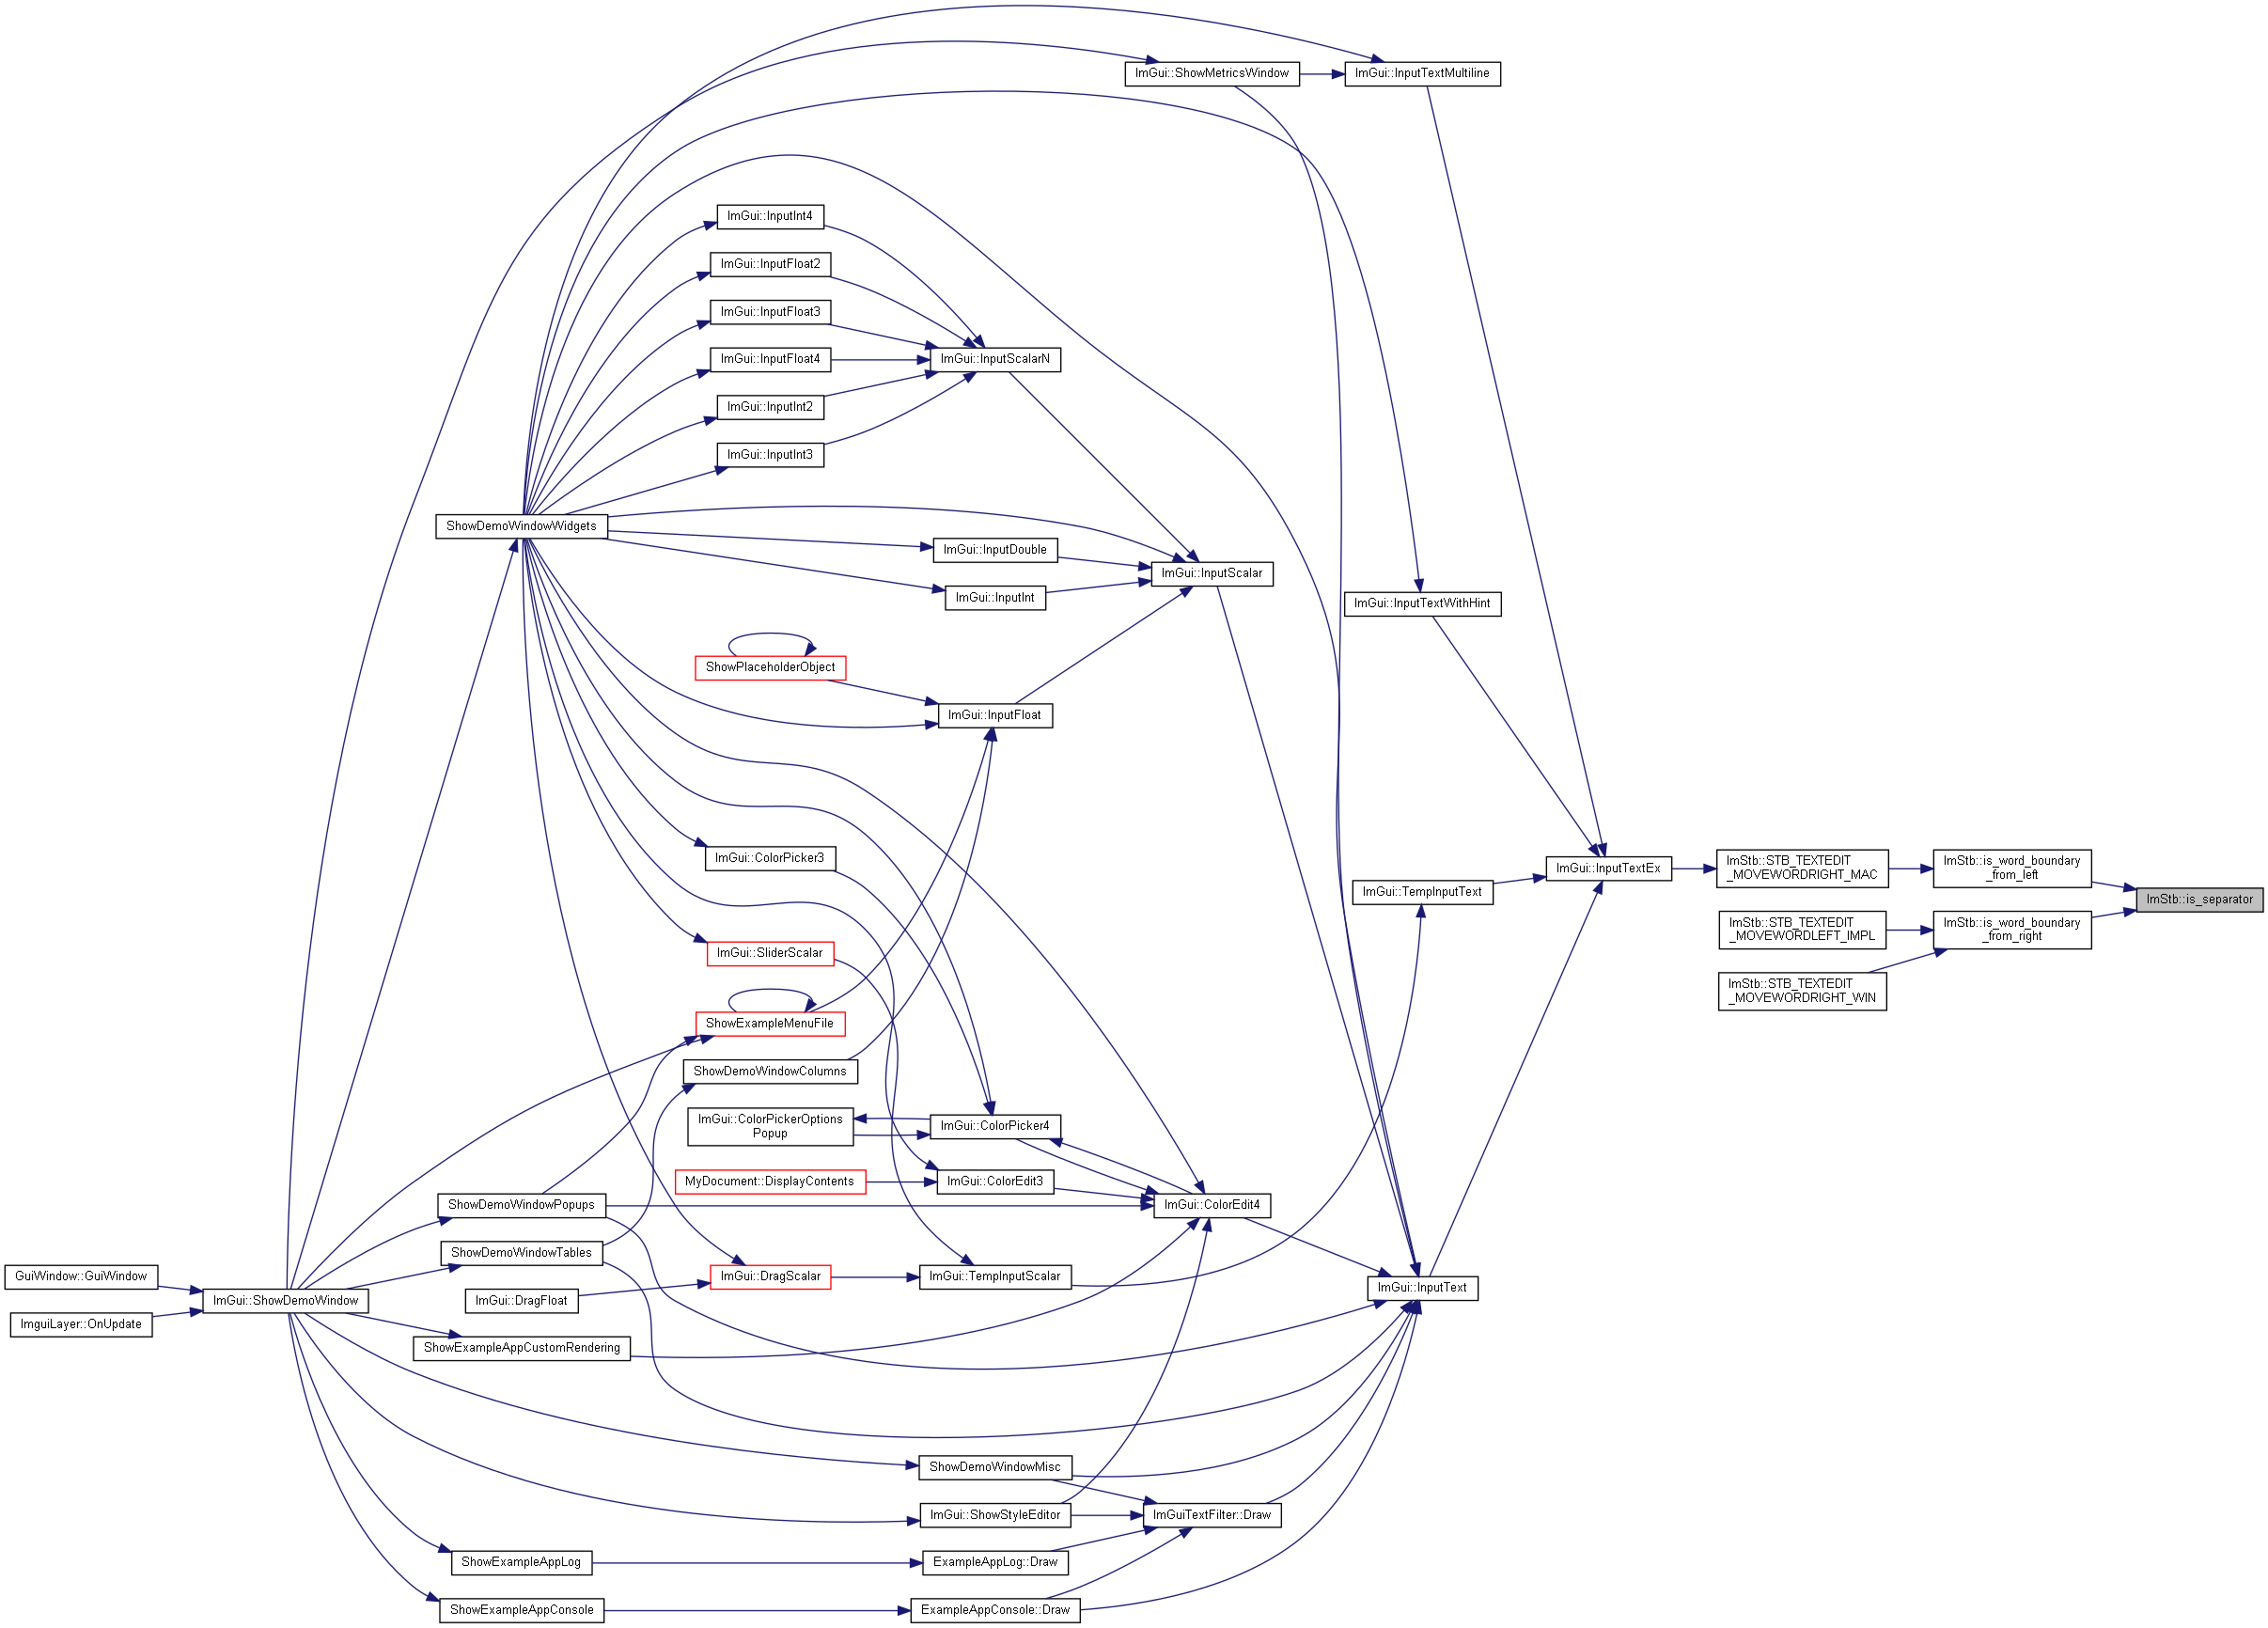 ImGui::ShowMetricsWindow
ImGui::InputTextMultiline
ImGui::InputInt4
ImGui::InputFloat2
ImGui::InputFloat3
ImGui::InputFloat4
ImGui::InputScalarN
ImGui::InputInt2
ImGui::InputInt3
ShowDemoWindowWidgets
ImGui::InputDouble
ImGui::InputScalar
ImGui::InputInt
ImGui::InputTextWithHint
ShowPlaceholderObject
ImGui::InputFloat
ImGui::ColorPicker3
ImGui::InputTextEx
ImStb::STB_TEXTEDIT
_MOVEWORDRIGHT_MAC
ImStb::is_word_boundary
_from_left
ImGui::TempInputText
ImStb::is_separator
ImStb::STB_TEXTEDIT
_MOVEWORDLEFT_IMPL
ImStb::is_word_boundary
_from_right
ImGui::SliderScalar
ImStb::STB_TEXTEDIT
_MOVEWORDRIGHT_WIN
ShowExampleMenuFile
ShowDemoWindowColumns
ImGui::ColorPickerOptions
Popup
ImGui::ColorPicker4
MyDocument::DisplayContents
ImGui::ColorEdit3
ShowDemoWindowPopups
ImGui::ColorEdit4
ShowDemoWindowTables
GuiWindow::GuiWindow
ImGui::DragScalar
ImGui::TempInputScalar
ImGui::InputText
ImGui::ShowDemoWindow
ImGui::DragFloat
ImguiLayer::OnUpdate
ShowExampleAppCustomRendering
ShowDemoWindowMisc
ImGui::ShowStyleEditor
ImGuiTextFilter::Draw
ShowExampleAppLog
ExampleAppLog::Draw
ShowExampleAppConsole
ExampleAppConsole::Draw